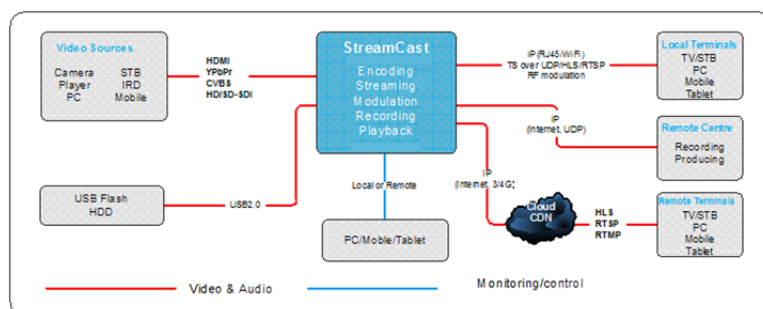 Video Sources
Camera STB
Player IRD
PC Mobile
HDMI
YPbPr
CVBS
HD/SD-SDI
StreamCast
Encoding
Streaming
Modulation
Recording
Playback
IP(RJ45/WiFi)
TS over UDP/HLS/RTSP
RF modulation
Local Terminals
TV/STB
PC
Mobile
Tablet
IP
(Internet, UDP)
Remote Centre
Recording
Producing
USB Flash
HDD
USB2.0
Local or Remote
PC/Moble/Tablet
IP
(Internet, 3/4G)
Cloud
CDN
HLS
RTSP
RTMP
Remote Terminals
TV/STB
PC
Mobile
Tablet
Video & Audio
Monitoring/control